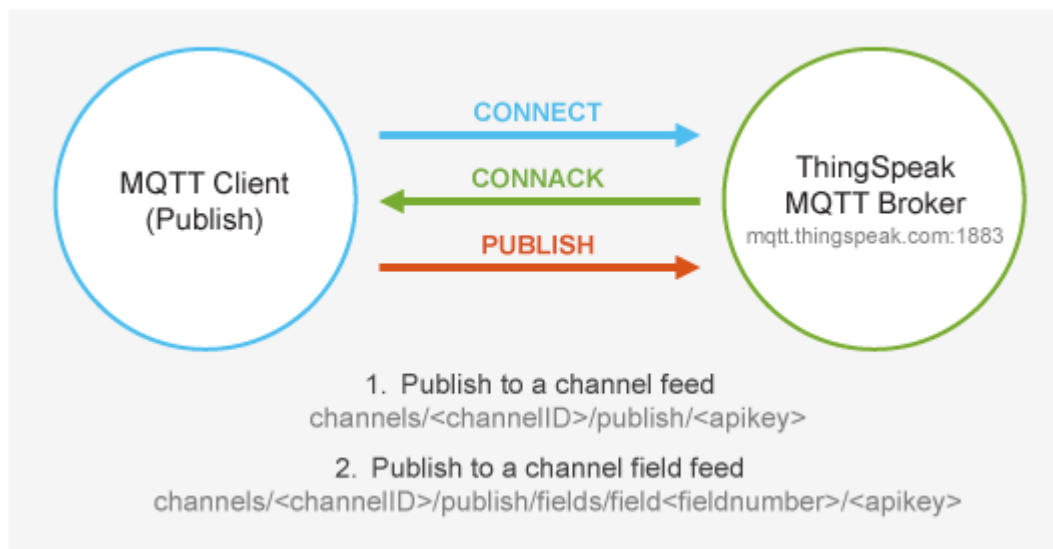 CONNECT
MQTT Client
(Publish)
CONNACK
ThingSpeak
MQTT Broker
mqtt.thingspeak.com:1883
PUBLISH
1. Publish to a channel feed
channels/<channelID>/publish/<apikey>
2. Publish to a channel field feed
channels/<channelID>/publish/fields/field<fieldnumber>/<apikey>